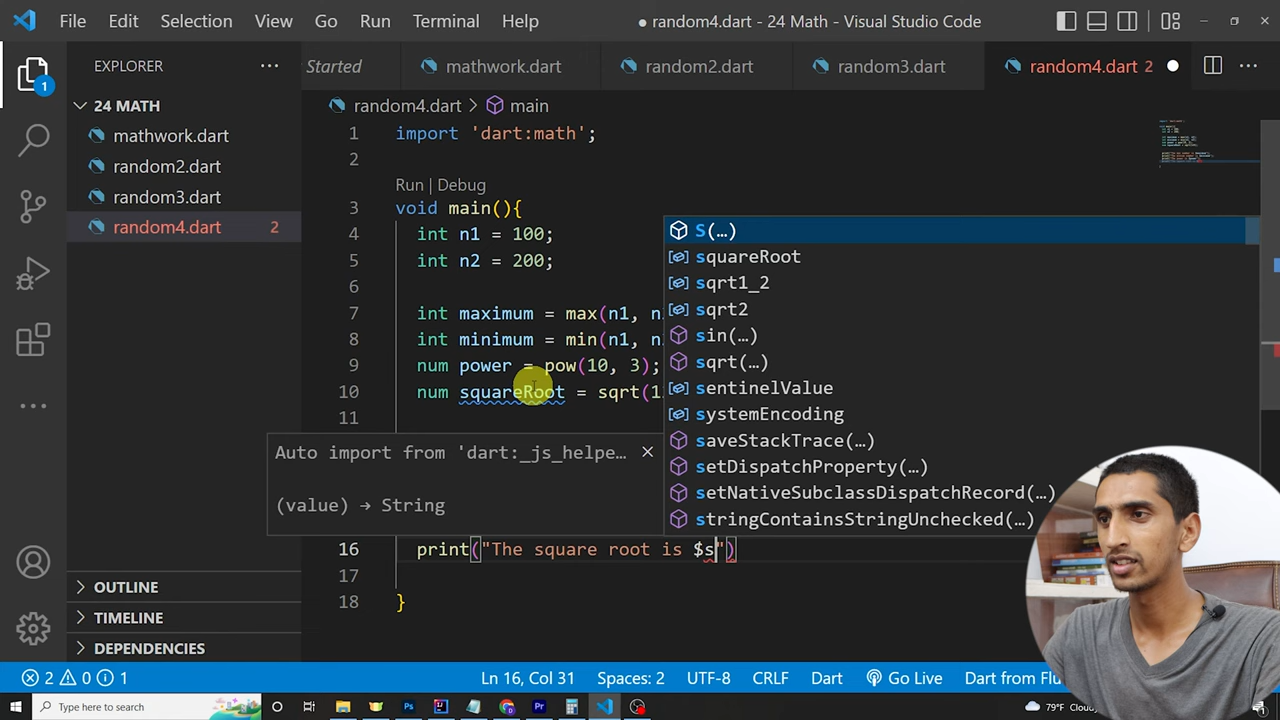 File Edit Selection View Go Run Terminal Help
● random4.dart - 24 Math - Visual Studio Code
EXPLORER
Started
mathwork.dart
random2.dart
random3.dart
random4.dart 2
1
24 MATH
mathwork.dart
random2.dart
random3.dart
random4.dart 2
OUTLINE
TIMELINE
DEPENDENCIES
random4.dart > main
1 import 'dart:math';
2
Run | Debug
3 void main(){
4 int n1 = 100;
5 int n2 = 200;
6
7 int maximum = max(n1,
8 int minimum = min(n1,
9 num power = pow(10, 3);
10 num squareRoot = sqrt(
11
16 print("The square root is $s")
17
18 }
S(…)
squareRoot
sqrt1_2
sqrt2
sin(…)
sqrt(…)
sentinelValue
systemEncoding
saveStackTrace(…)
setDispatchProperty(…)
setNativeSubclassDispatchRecord(…)
stringContainsStringUnchecked(…)
Auto import from 'dart:_js_helpe…
(value) → String
2 0 1
Ln 16, Col 31
Spaces: 2
UTF-8
CRLF
Dart
Go Live
Dart from Flu
Type here to search
79°F Cloudy